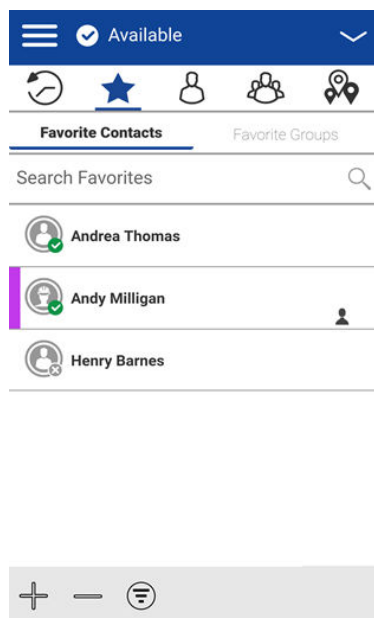 Available
Favorite Contacts
Favorite Groups
Search Favorites
Andrea Thomas
Andy Milligan
Henry Barnes